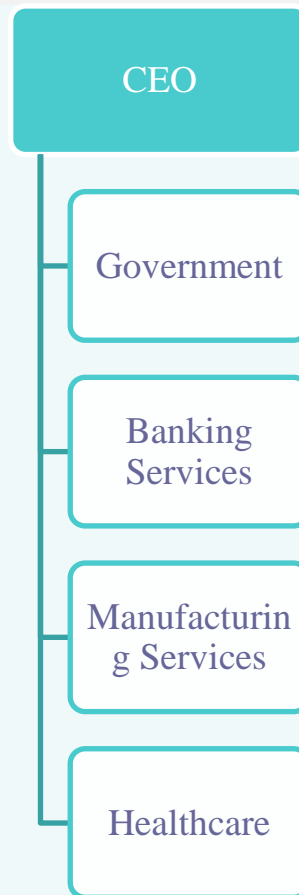 CEO
Government
Banking
Services
Manufacturin
g Services
Healthcare